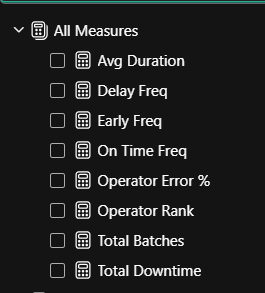 All Measures
Avg Duration
Delay Freq
Early Freq
On Time Freq
Operator Error %
Operator Rank
Total Batches
Total Downtime